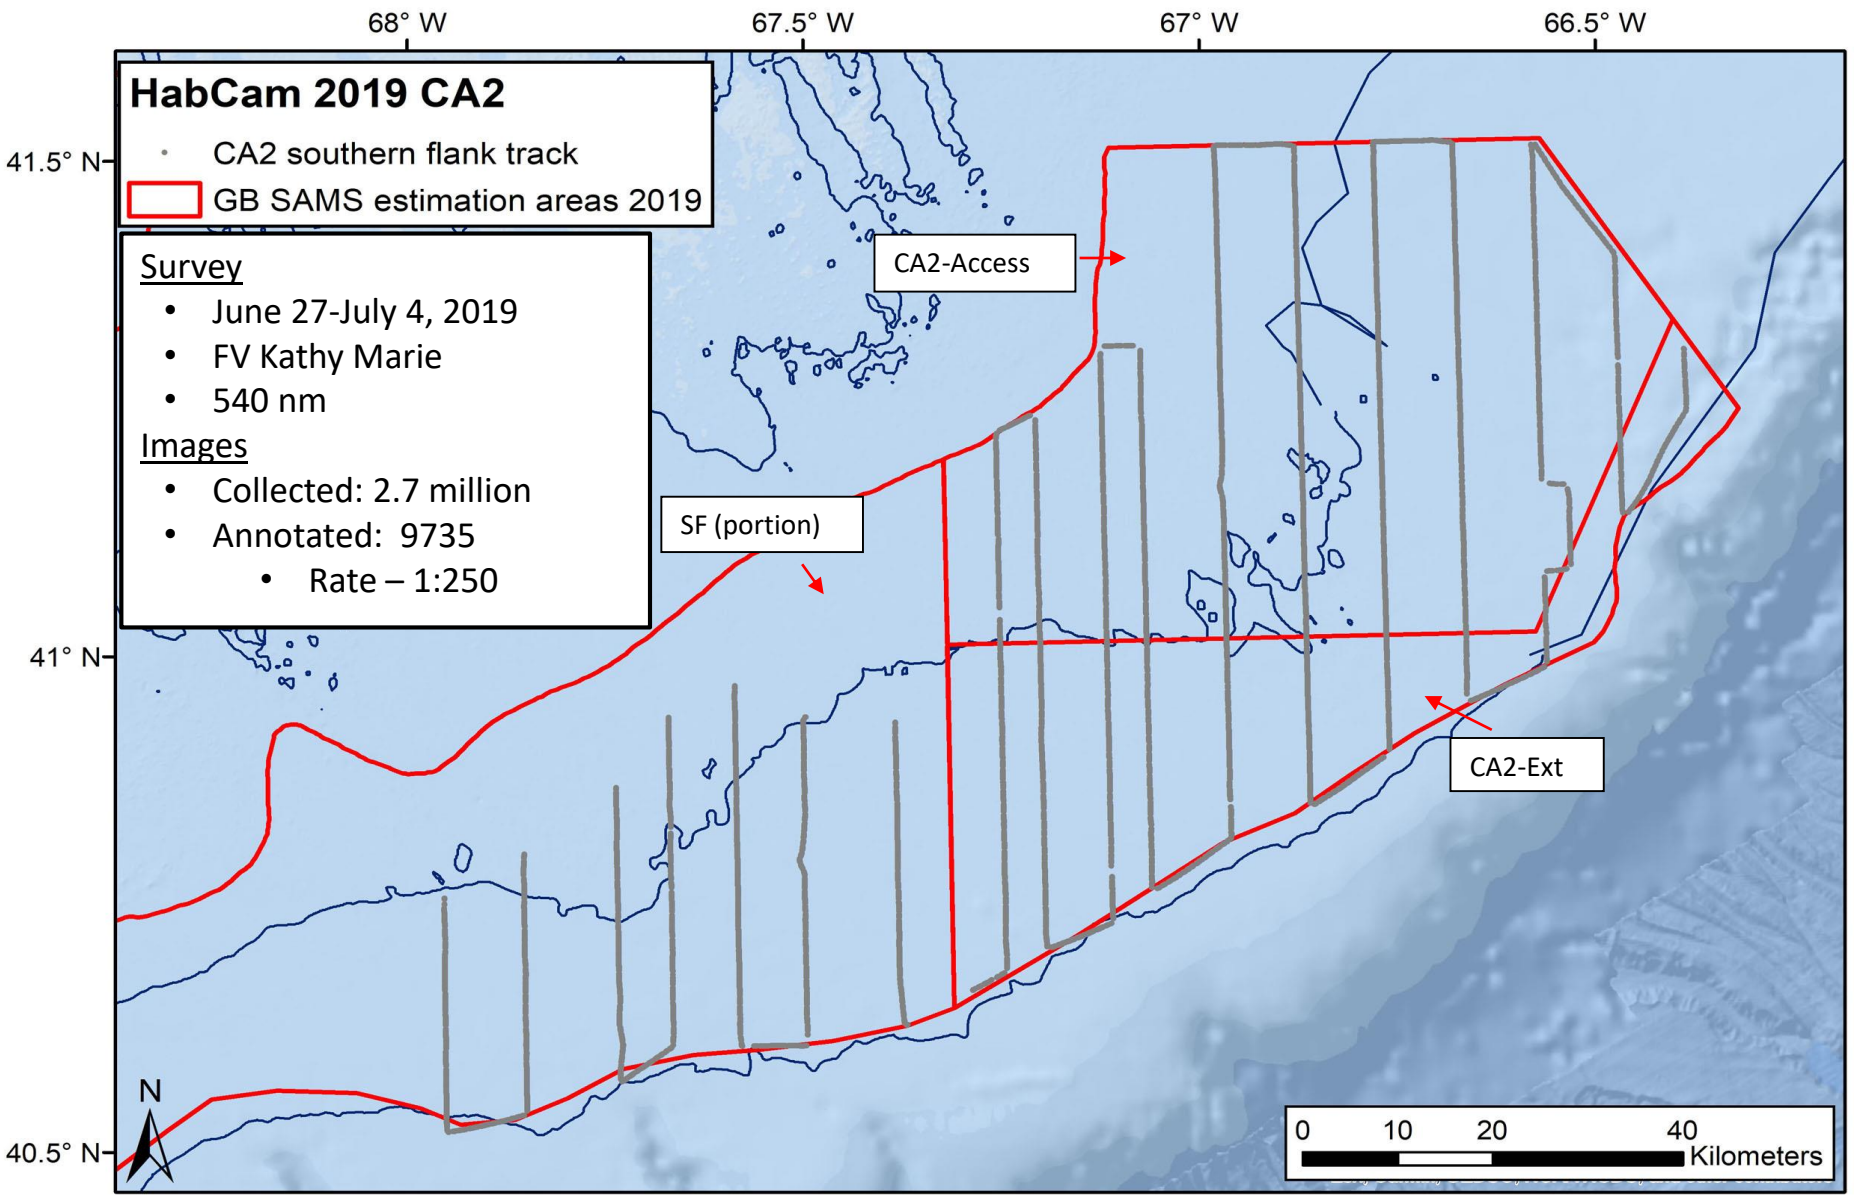 68° W
67.5° W
67° W
66.5° W
HabCam 2019 CA2
CA2 southern flank track
GB SAMS estimation areas 2019
41.5° N
Survey
• June 27-July 4, 2019
• FV Kathy Marie
• 540 nm
Images
• Collected: 2.7 million
• Annotated: 9735
• Rate – 1:250
CA2-Access
SF (portion)
41° N
CA2-Ext
N
40.5° N
0 10 20 40
Kilometers